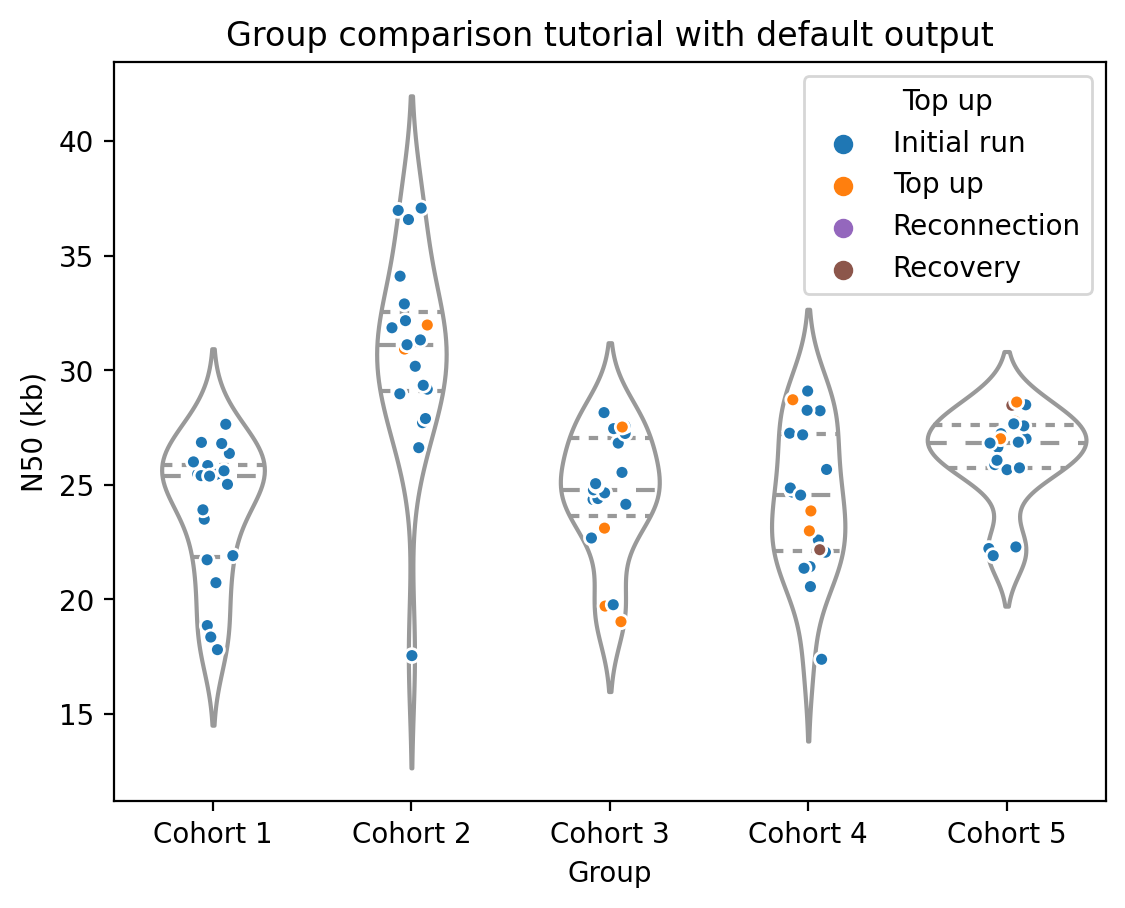 Group comparison tutorial with default output
Top up
Initial run
Top up
Reconnection
Recovery
N50 (kb)
40
35
30
25
20
15
Cohort 1
Cohort 2
Cohort 3
Cohort 4
Cohort 5
Group